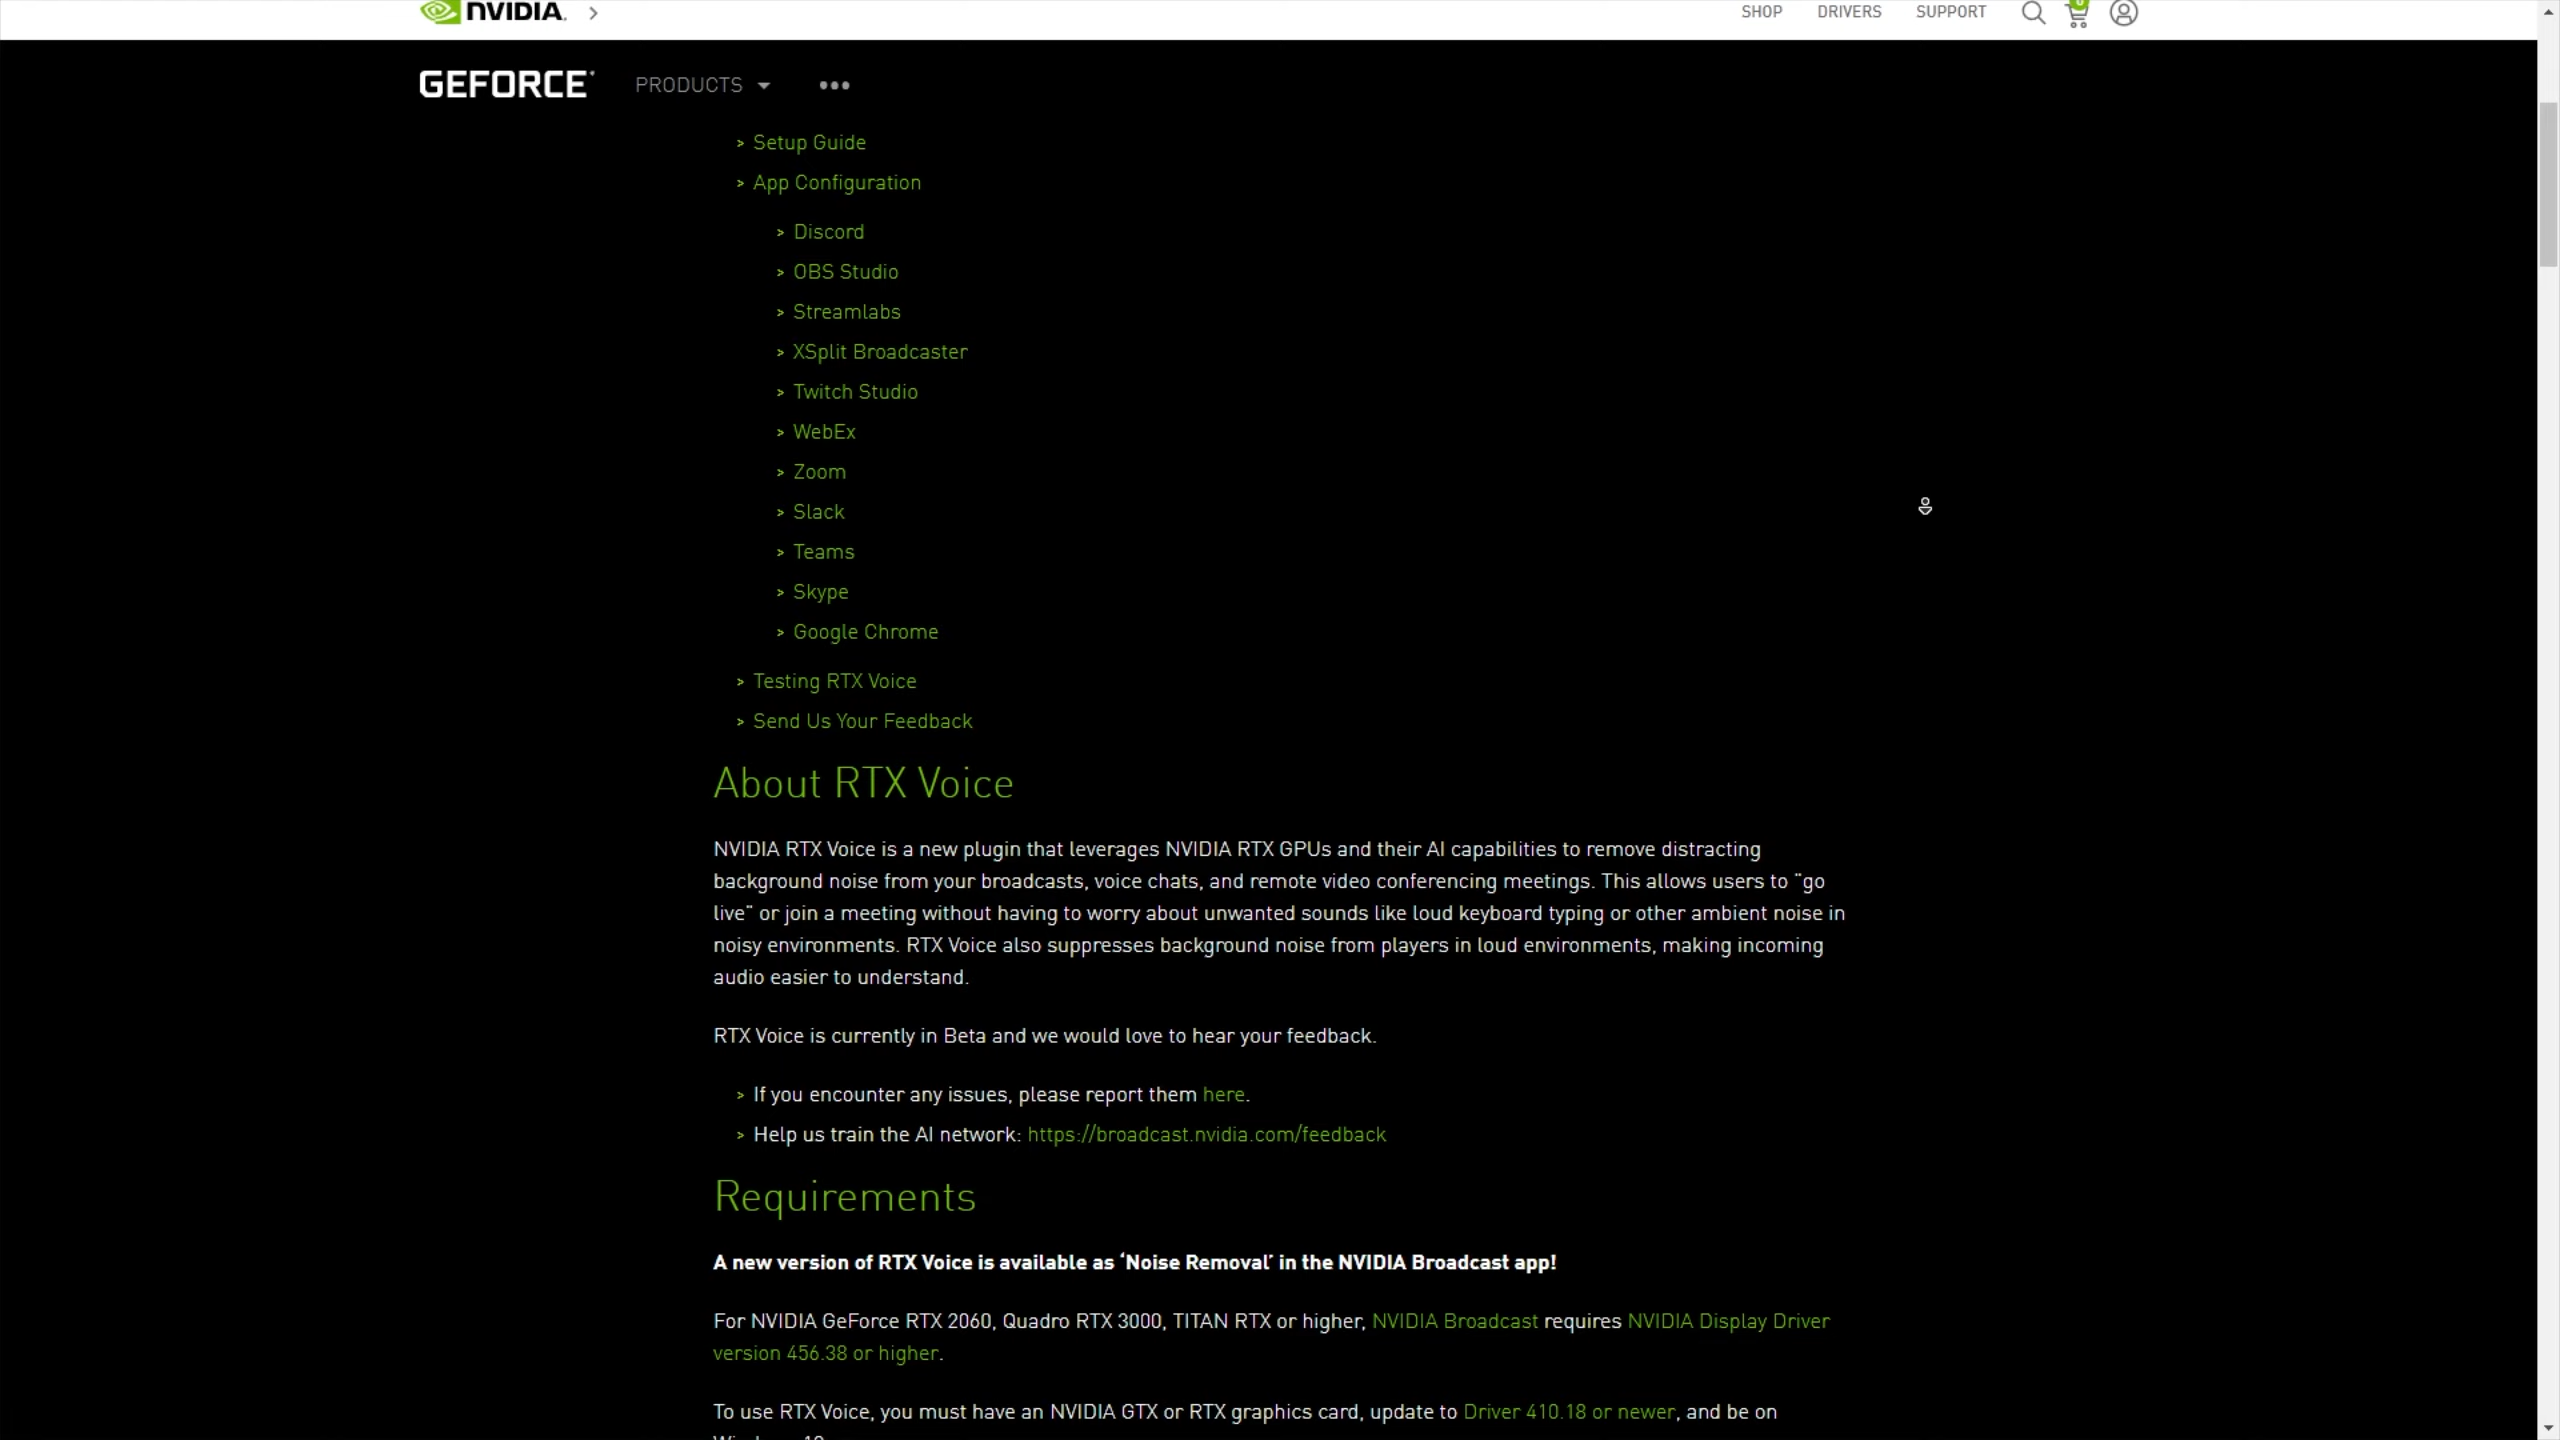 NVIDIA.
SHOP DRIVERS SUPPORT
GEFORCE PRODUCTS
> Setup Guide
> App Configuration
> Discord
> OBS Studio
> Streamlabs
> XSplit Broadcaster
> Twitch Studio
> WebEx
> Zoom
> Slack
> Teams
> Skype
> Google Chrome
> Testing RTX Voice
> Send Us Your Feedback
About RTX Voice
NVIDIA RTX Voice is a new plugin that leverages NVIDIA RTX GPUs and their AI capabilities to remove distracting
background noise from your broadcasts, voice chats, and remote video conferencing meetings. This allows users to "go
live" or join a meeting without having to worry about unwanted sounds like loud keyboard typing or other ambient noise in
noisy environments. RTX Voice also suppresses background noise from players in loud environments, making incoming
audio easier to understand.
RTX Voice is currently in Beta and we would love to hear your feedback.
> If you encounter any issues, please report them here.
> Help us train the AI network: https://broadcast.nvidia.com/feedback
Requirements
A new version of RTX Voice is available as ‘Noise Removal’ in the NVIDIA Broadcast app!
For NVIDIA GeForce RTX 2060, Quadro RTX 3000, TITAN RTX or higher, NVIDIA Broadcast requires NVIDIA Display Driver
version 456.38 or higher.
To use RTX Voice, you must have an NVIDIA GTX or RTX graphics card, update to Driver 410.18 or newer, and be on